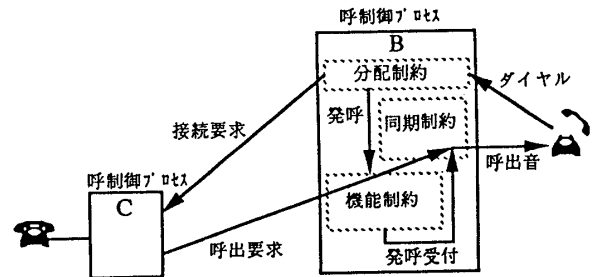 呼制御ﾌﾟﾛｾｽ
B
分配制約
ダイヤル
発呼
同期制約
接続要求
呼出音
呼制御ﾌﾟﾛｾｽ
C
機能制約
呼出要求
発呼受付